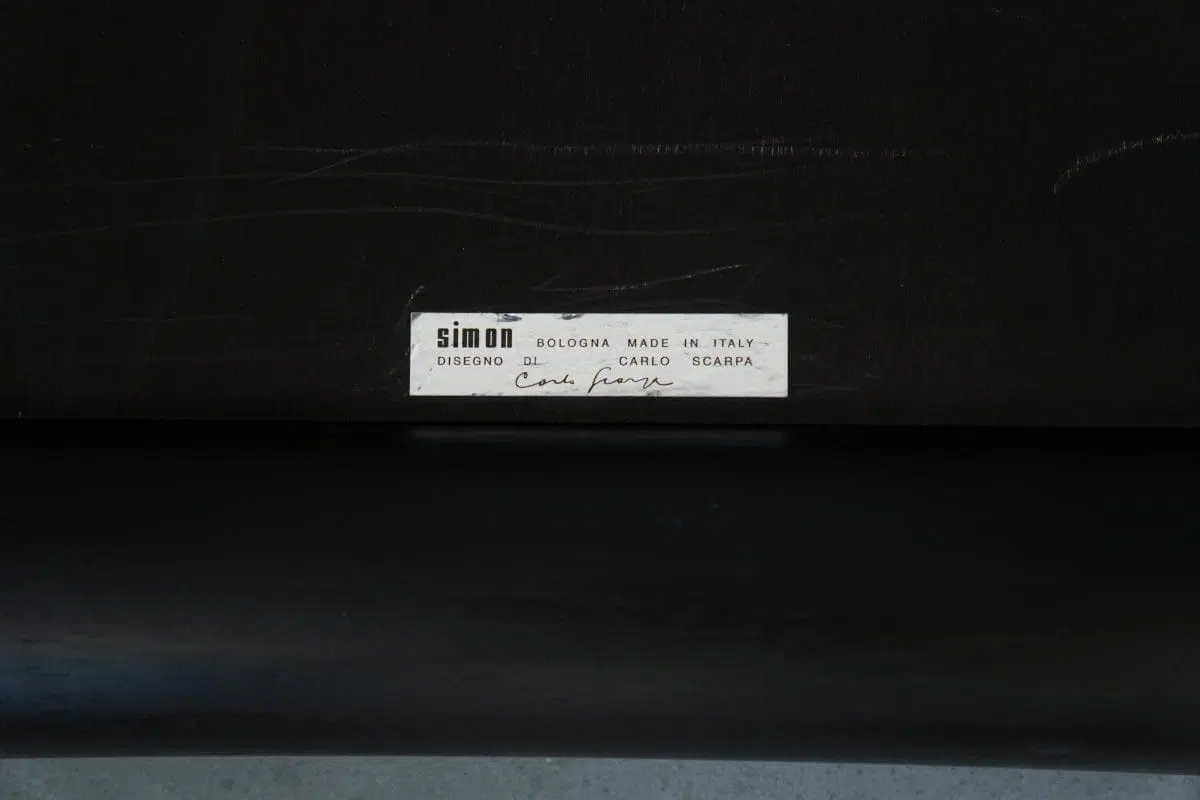 simon BOLOGNA MADE IN ITALY
DISEGNO DI CARLO SCARPA
Carlo Scarpa